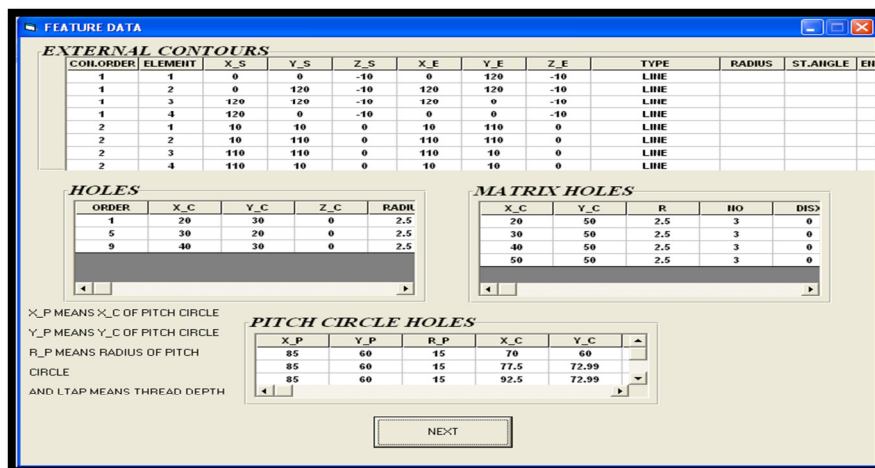 FEATURE DATA
EXTERNAL CONTOURS
CON.ORDER ELEMENT X_S Y_S Z_S X_E Y_E Z_E TYPE RADIUS ST.ANGLE EN
1 1 0 0 -10 0 120 -10 LINE
1 2 0 120 -10 120 120 -10 LINE
1 3 120 120 -10 120 0 -10 LINE
1 4 120 0 -10 0 0 -10 LINE
2 1 10 10 0 10 110 0 LINE
2 2 10 110 0 110 110 0 LINE
2 3 110 110 0 110 10 0 LINE
2 4 110 10 0 10 10 0 LINE
HOLES
ORDER X_C Y_C Z_C RADIU
1 20 30 0 2.5
5 30 20 0 2.5
9 40 30 0 2.5
MATRIX HOLES
X_C Y_C R NO DISX
20 50 2.5 3 0
30 50 2.5 3 0
40 50 2.5 3 0
50 50 2.5 3 0
X_P MEANS X_C OF PITCH CIRCLE
Y_P MEANS Y_C OF PITCH CIRCLE
R_P MEANS RADIUS OF PITCH
CIRCLE
AND LTAP MEANS THREAD DEPTH
PITCH CIRCLE HOLES
X_P Y_P R_P X_C Y_C
85 60 15 70 60
85 60 15 77.5 72.99
85 60 15 92.5 72.99
NEXT